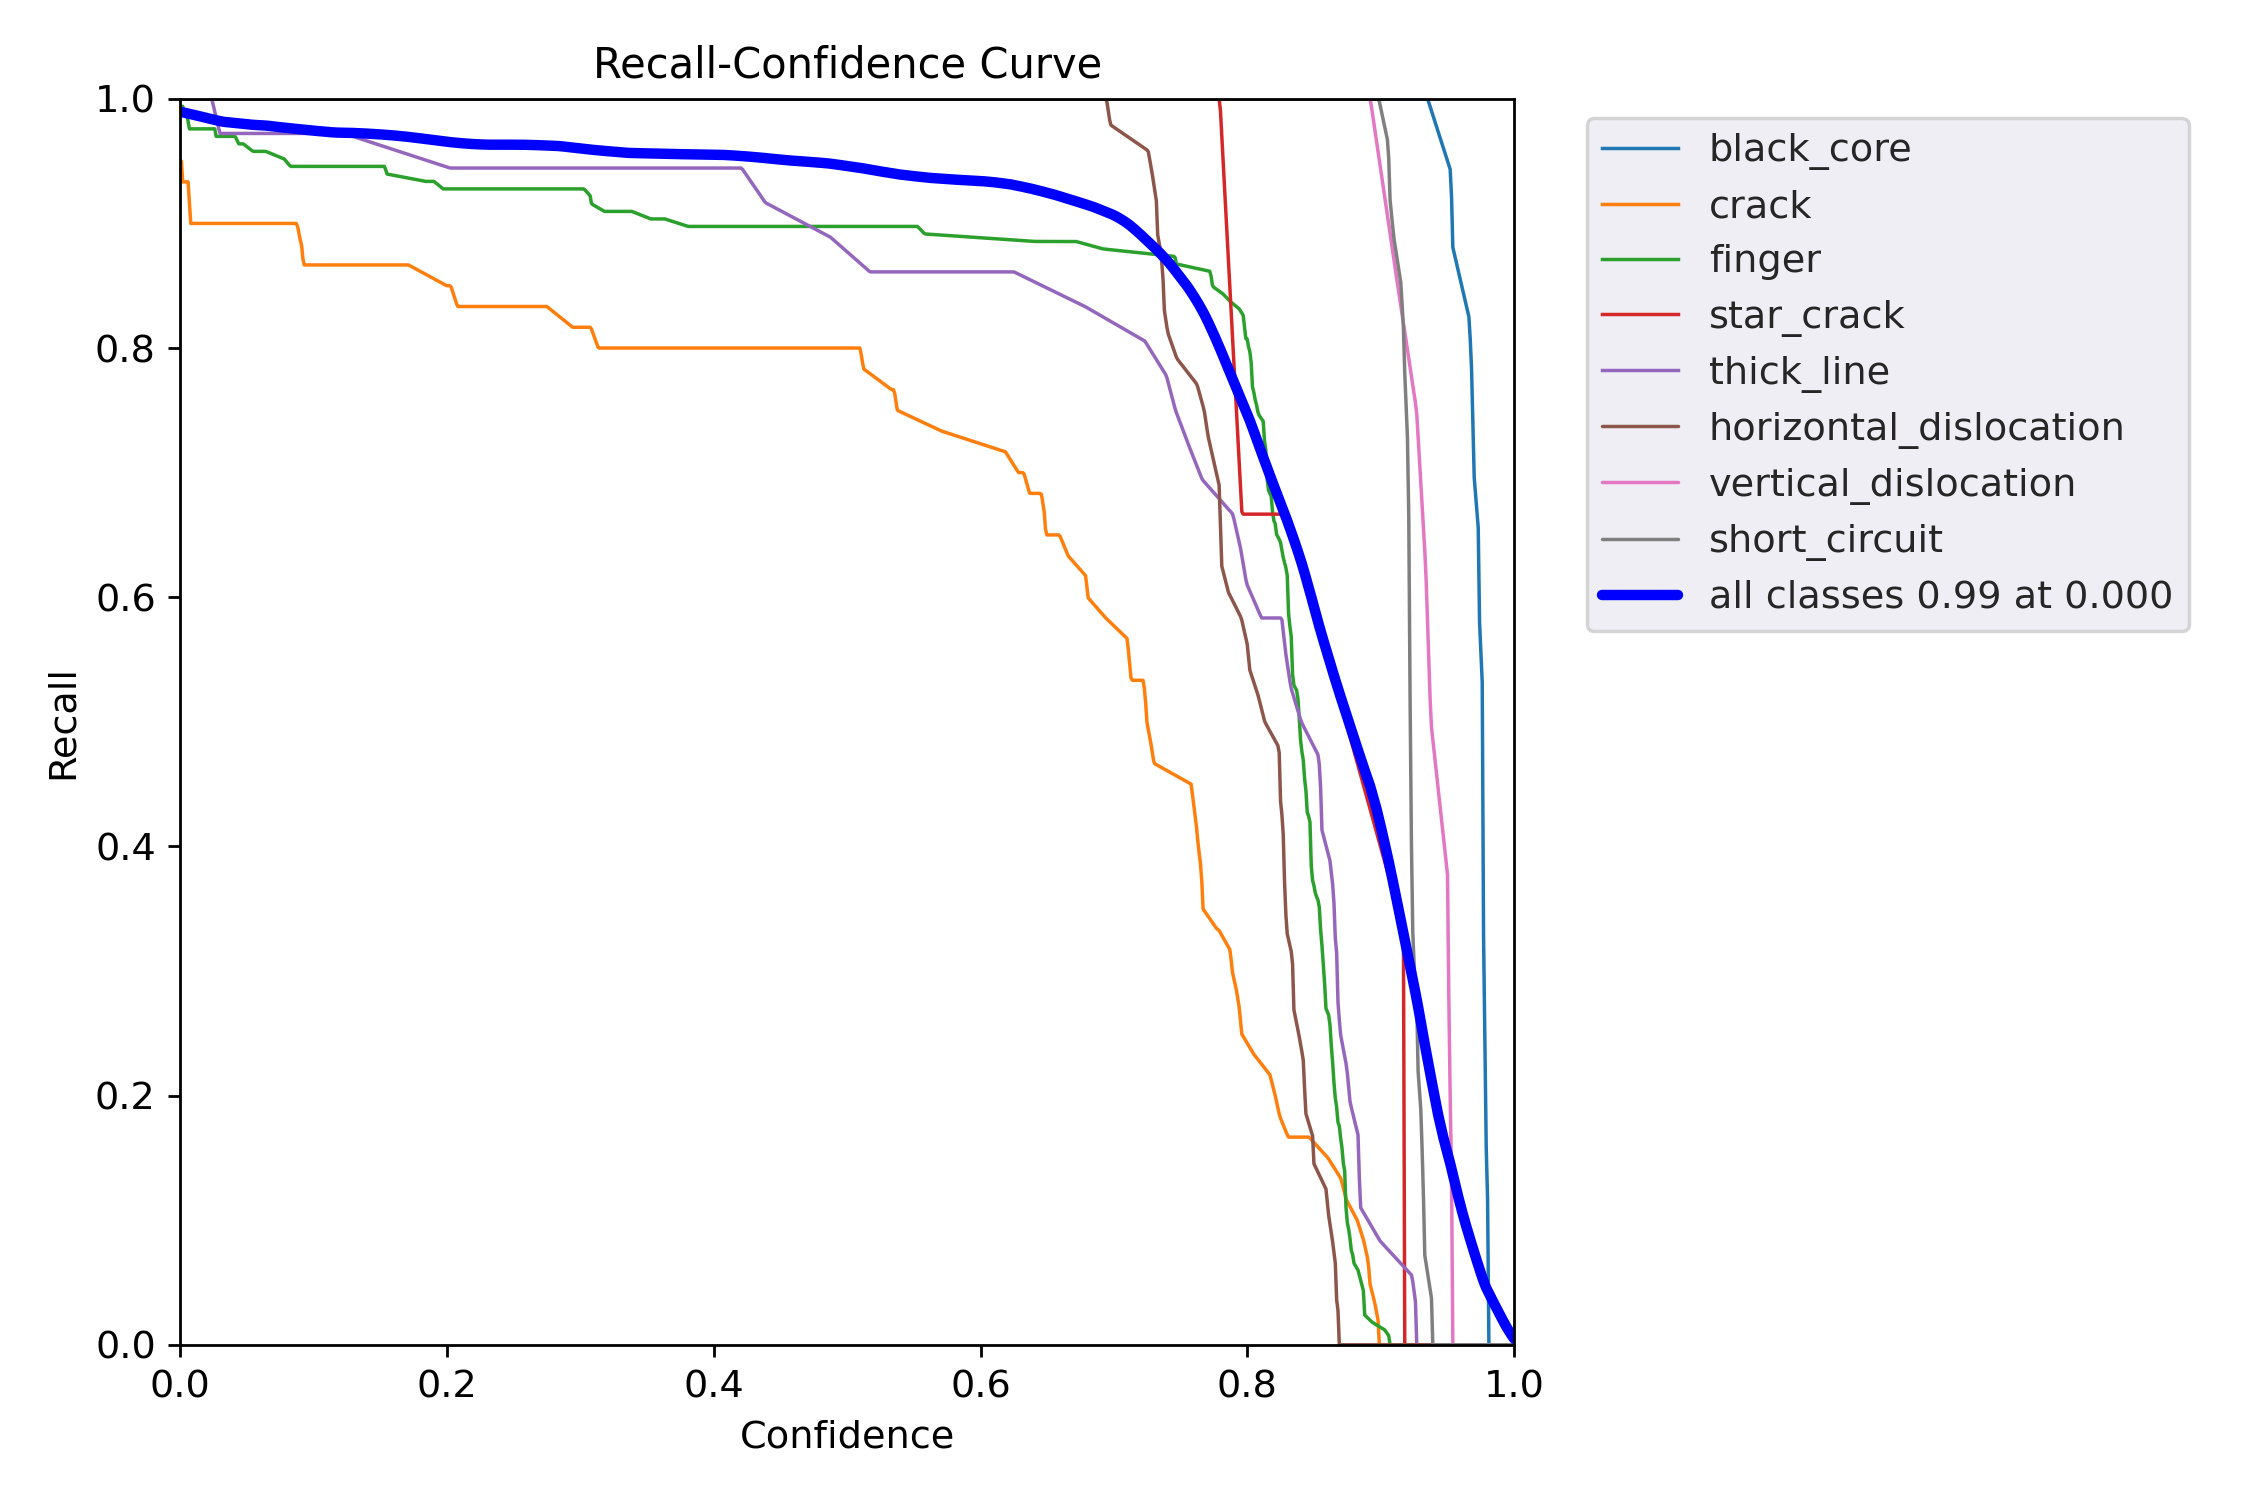 Recall-Confidence Curve
1.0
0.8
0.6
0.4
0.2
0.0
Recall
0.0 0.2 0.4 0.6 0.8 1.0
Confidence
black_core
crack
finger
star_crack
thick_line
horizontal_dislocation
vertical_dislocation
short_circuit
all classes 0.99 at 0.000